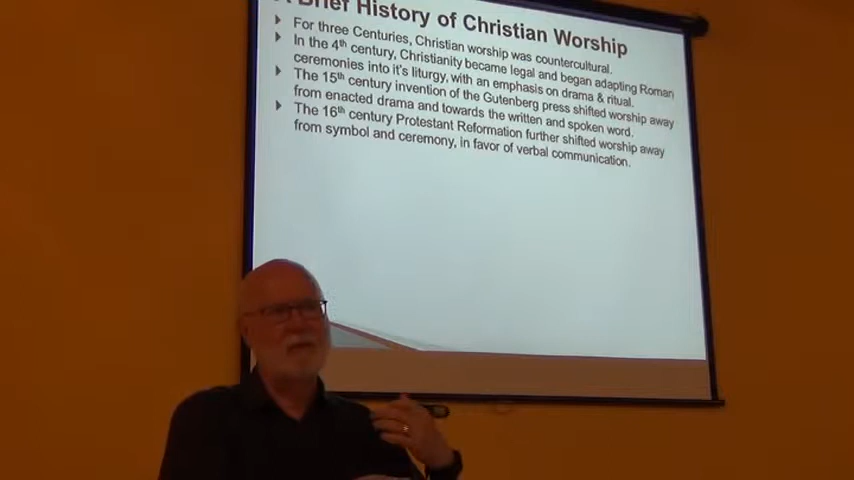 A Brief History of Christian Worship
For three Centuries, Christian worship was countercultural.
In the 4th century, Christianity became legal and began adapting Roman
ceremonies into it's liturgy, with an emphasis on drama & ritual.
The 15th century invention of the Gutenberg press shifted worship away
from enacted drama and towards the written and spoken word.
The 16th century Protestant Reformation further shifted worship away
from symbol and ceremony, in favor of verbal communication.